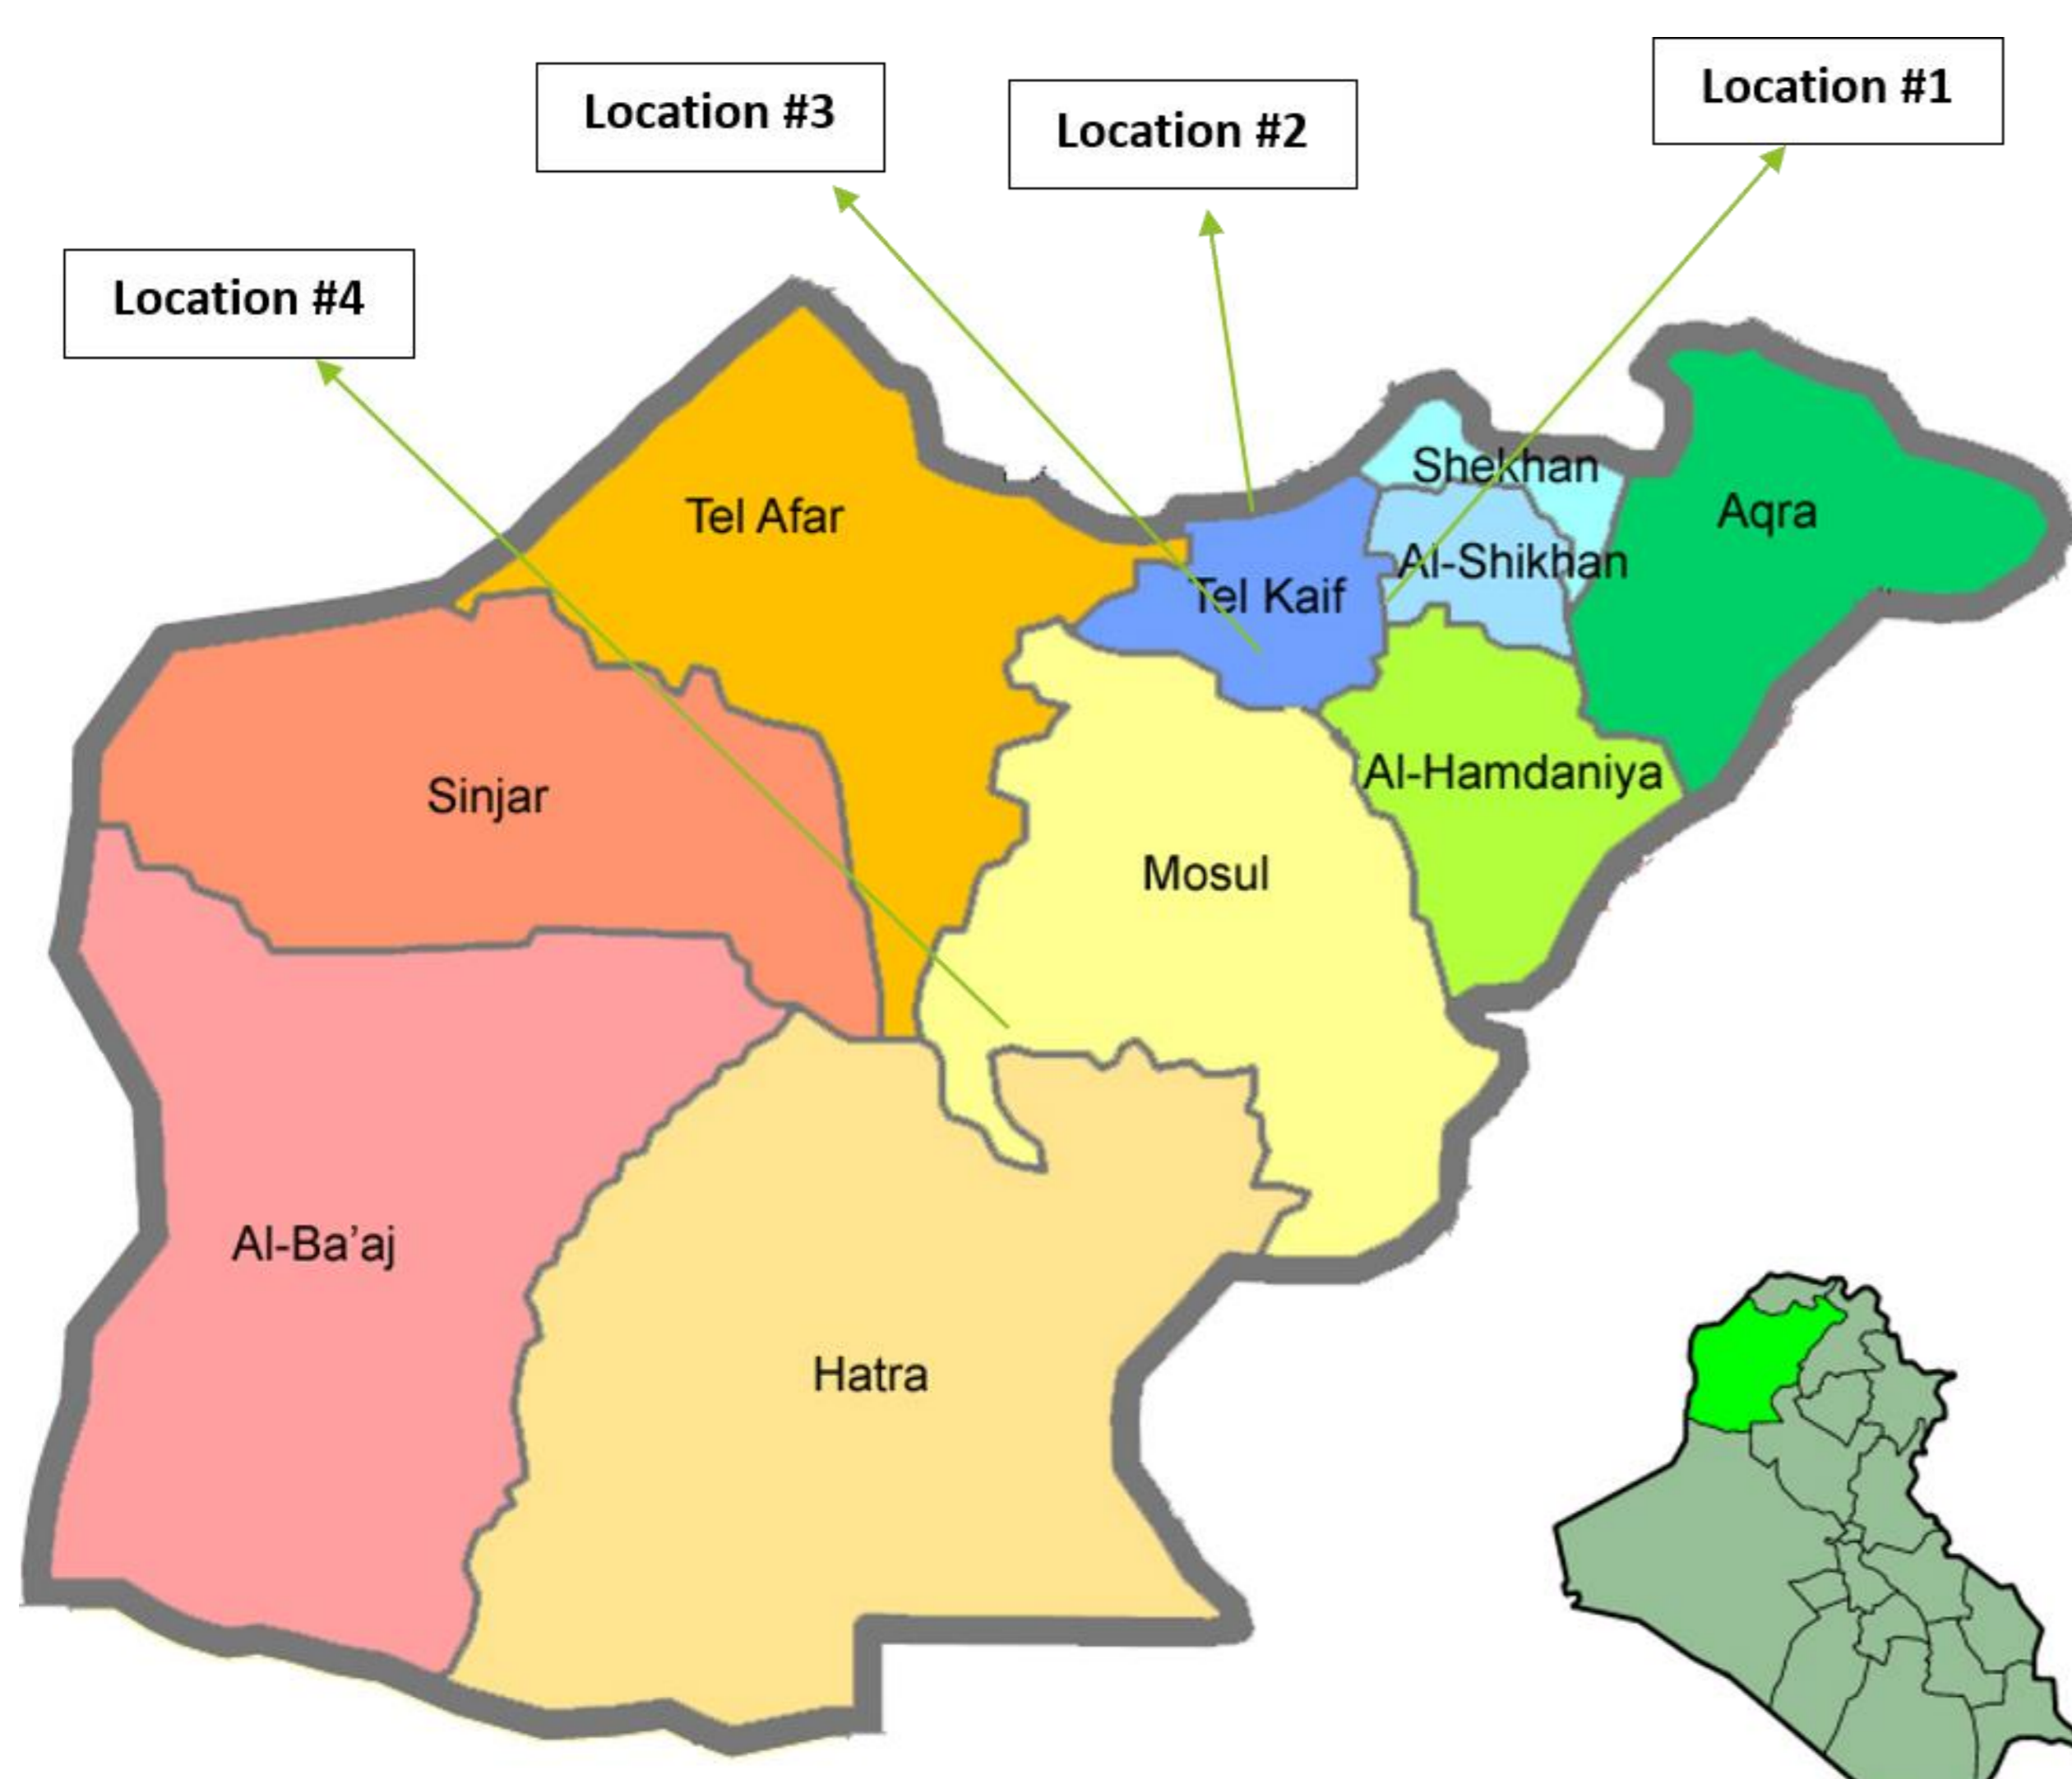 Location #1
Location #3
Location #2
Location #4
Shekhan
Tel Afar
Aqra
Al-Shikhan
Tel Kaif
Al-Hamdaniya
Sinjar
Mosul
Al-Ba’aj
Hatra